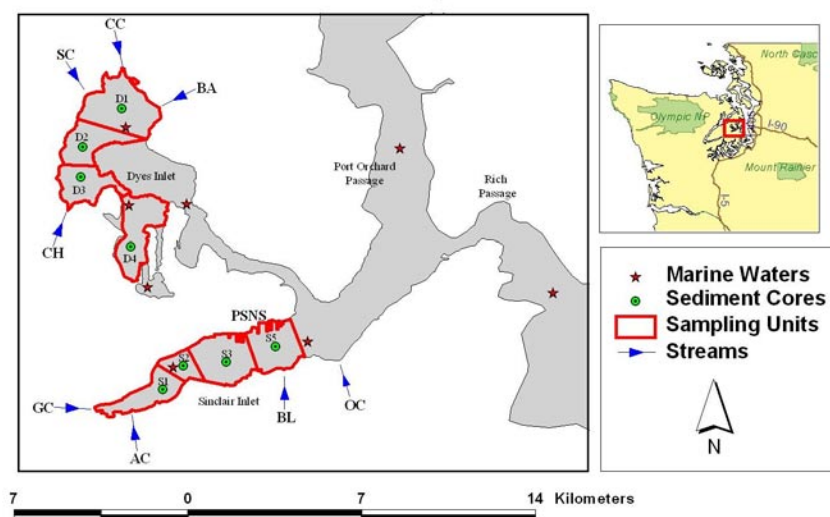 CC
SC
BA
D1
D2
D3
Dyes Inlet
CH
D4
Port Orchard
Passage
Rich
Passage
PSNS
S5
S3
S2
S1
Sinclair Inlet
GC
AC
BL
OC
North Casc
Olympic NP
I-90
Mount Rainier
I-5
Marine Waters
Sediment Cores
Sampling Units
Streams
N
7 0 7 14 Kilometers